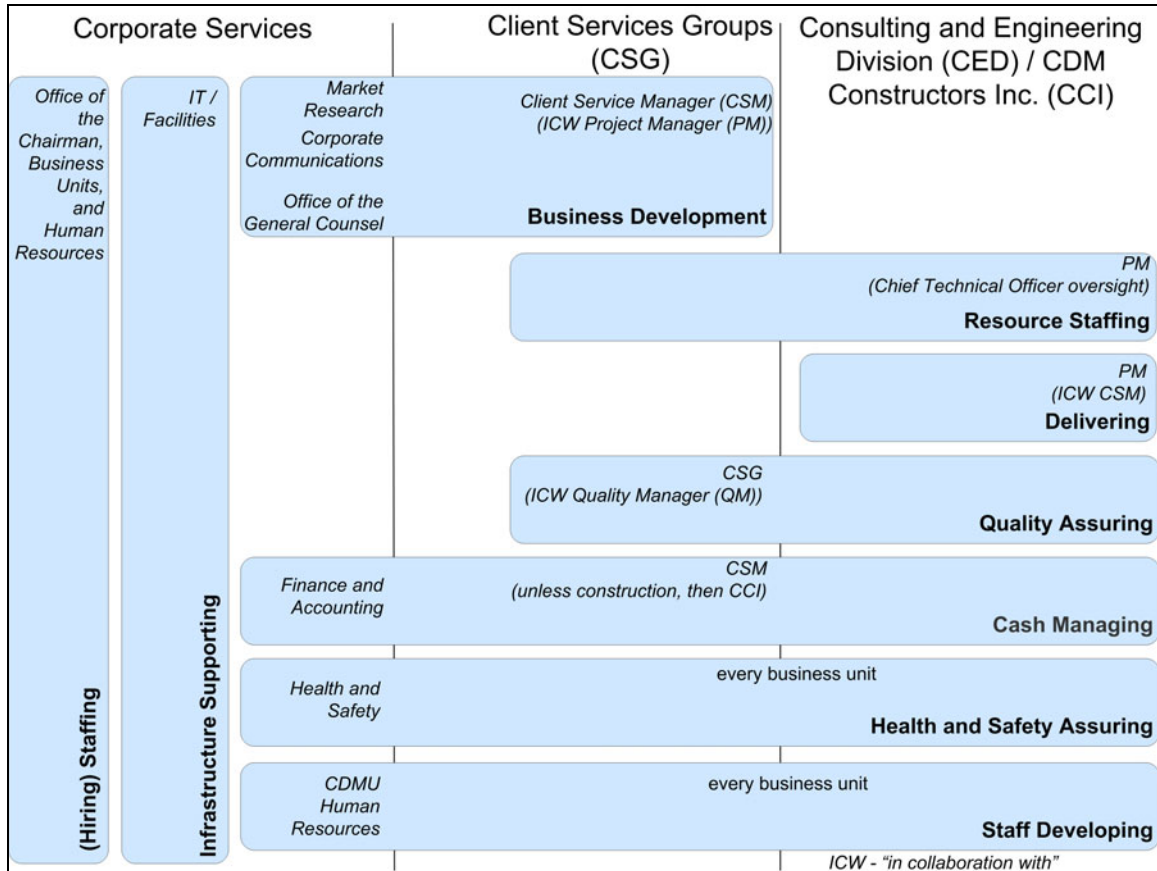 Corporate Services
Client Services Groups
(CSG)
Consulting and Engineering
Division (CED) / CDM
Constructors Inc. (CCI)
Office of
the
Chairman,
Business
Units,
and
Human
Resources
(Hiring) Staffing
IT /
Facilities
Infrastructure Supporting
Market
Research
Corporate
Communications
Office of the
General Counsel
Client Service Manager (CSM)
(ICW Project Manager (PM))
Business Development
PM
(Chief Technical Officer oversight)
Resource Staffing
PM
(ICW CSM)
Delivering
CSG
(ICW Quality Manager (QM))
Quality Assuring
Finance and
Accounting
CSM
(unless construction, then CCI)
Cash Managing
Health and
Safety
every business unit
Health and Safety Assuring
CDMU
Human
Resources
every business unit
Staff Developing
ICW - “in collaboration with”